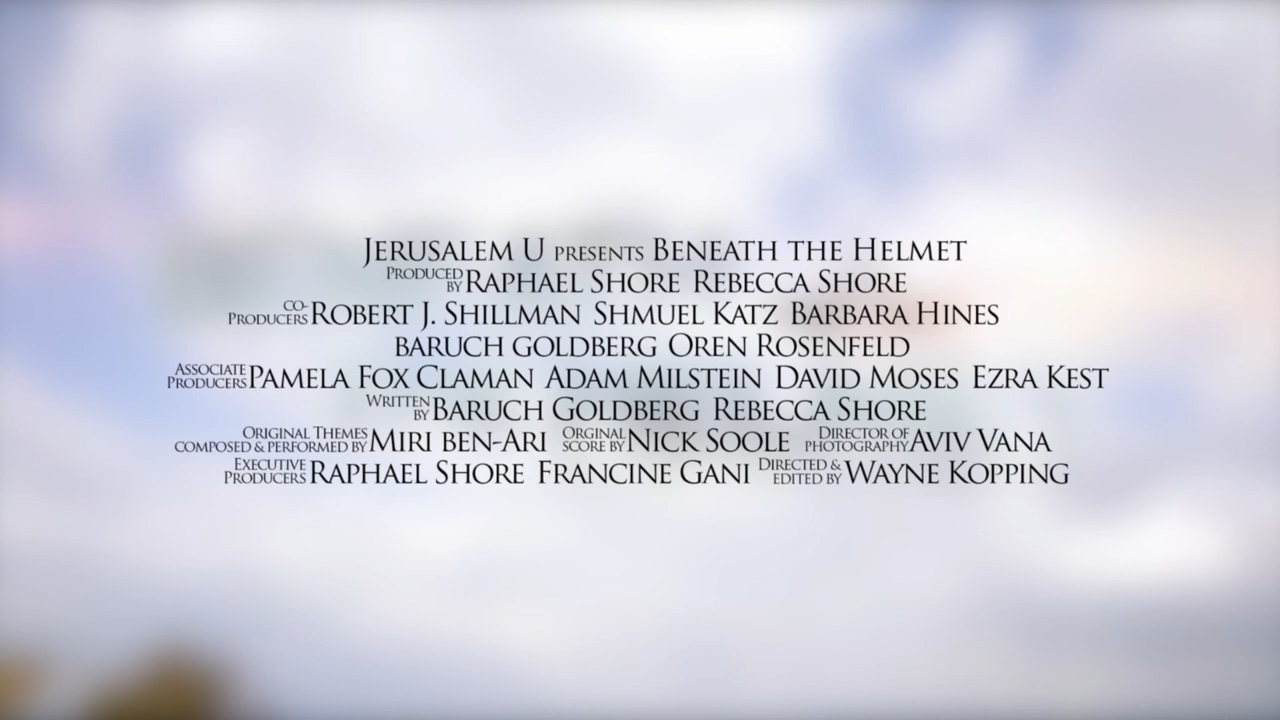 JERUSALEM U PRESENTS BENEATH THE HELMET
PRODUCED BY RAPHAEL SHORE REBECCA SHORE
CO-PRODUCERS ROBERT J. SHILLMAN SHMUEL KATZ BARBARA HINES
BARUCH GOLDBERG OREN ROSENFELD
ASSOCIATE PRODUCERS PAMELA FOX CLAMAN ADAM MILSTEIN DAVID MOSES EZRA KEST
WRITTEN BY BARUCH GOLDBERG REBECCA SHORE
ORIGINAL THEMES COMPOSED & PERFORMED BY MIRI BEN-ARI ORGINAL SCORE BY NICK SOOLE DIRECTOR OF PHOTOGRAPHY AVIV VANA
EXECUTIVE PRODUCERS RAPHAEL SHORE FRANCINE GANI DIRECTED & EDITED BY WAYNE KOPPING